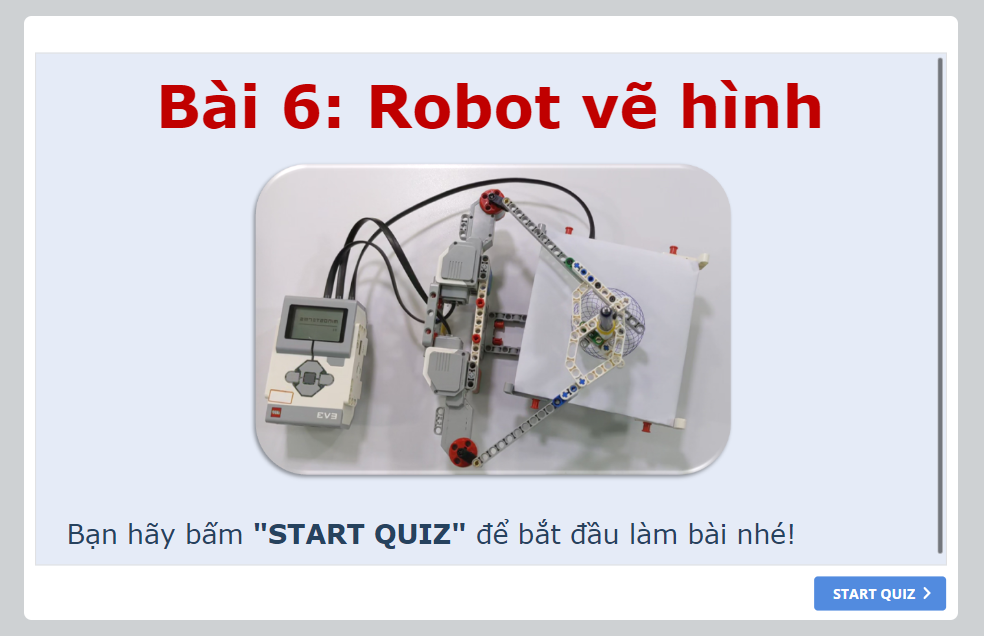 Bài 6: Robot vẽ hình
EV3
Bạn hãy bấm "START QUIZ" để bắt đầu làm bài nhé!
START QUIZ